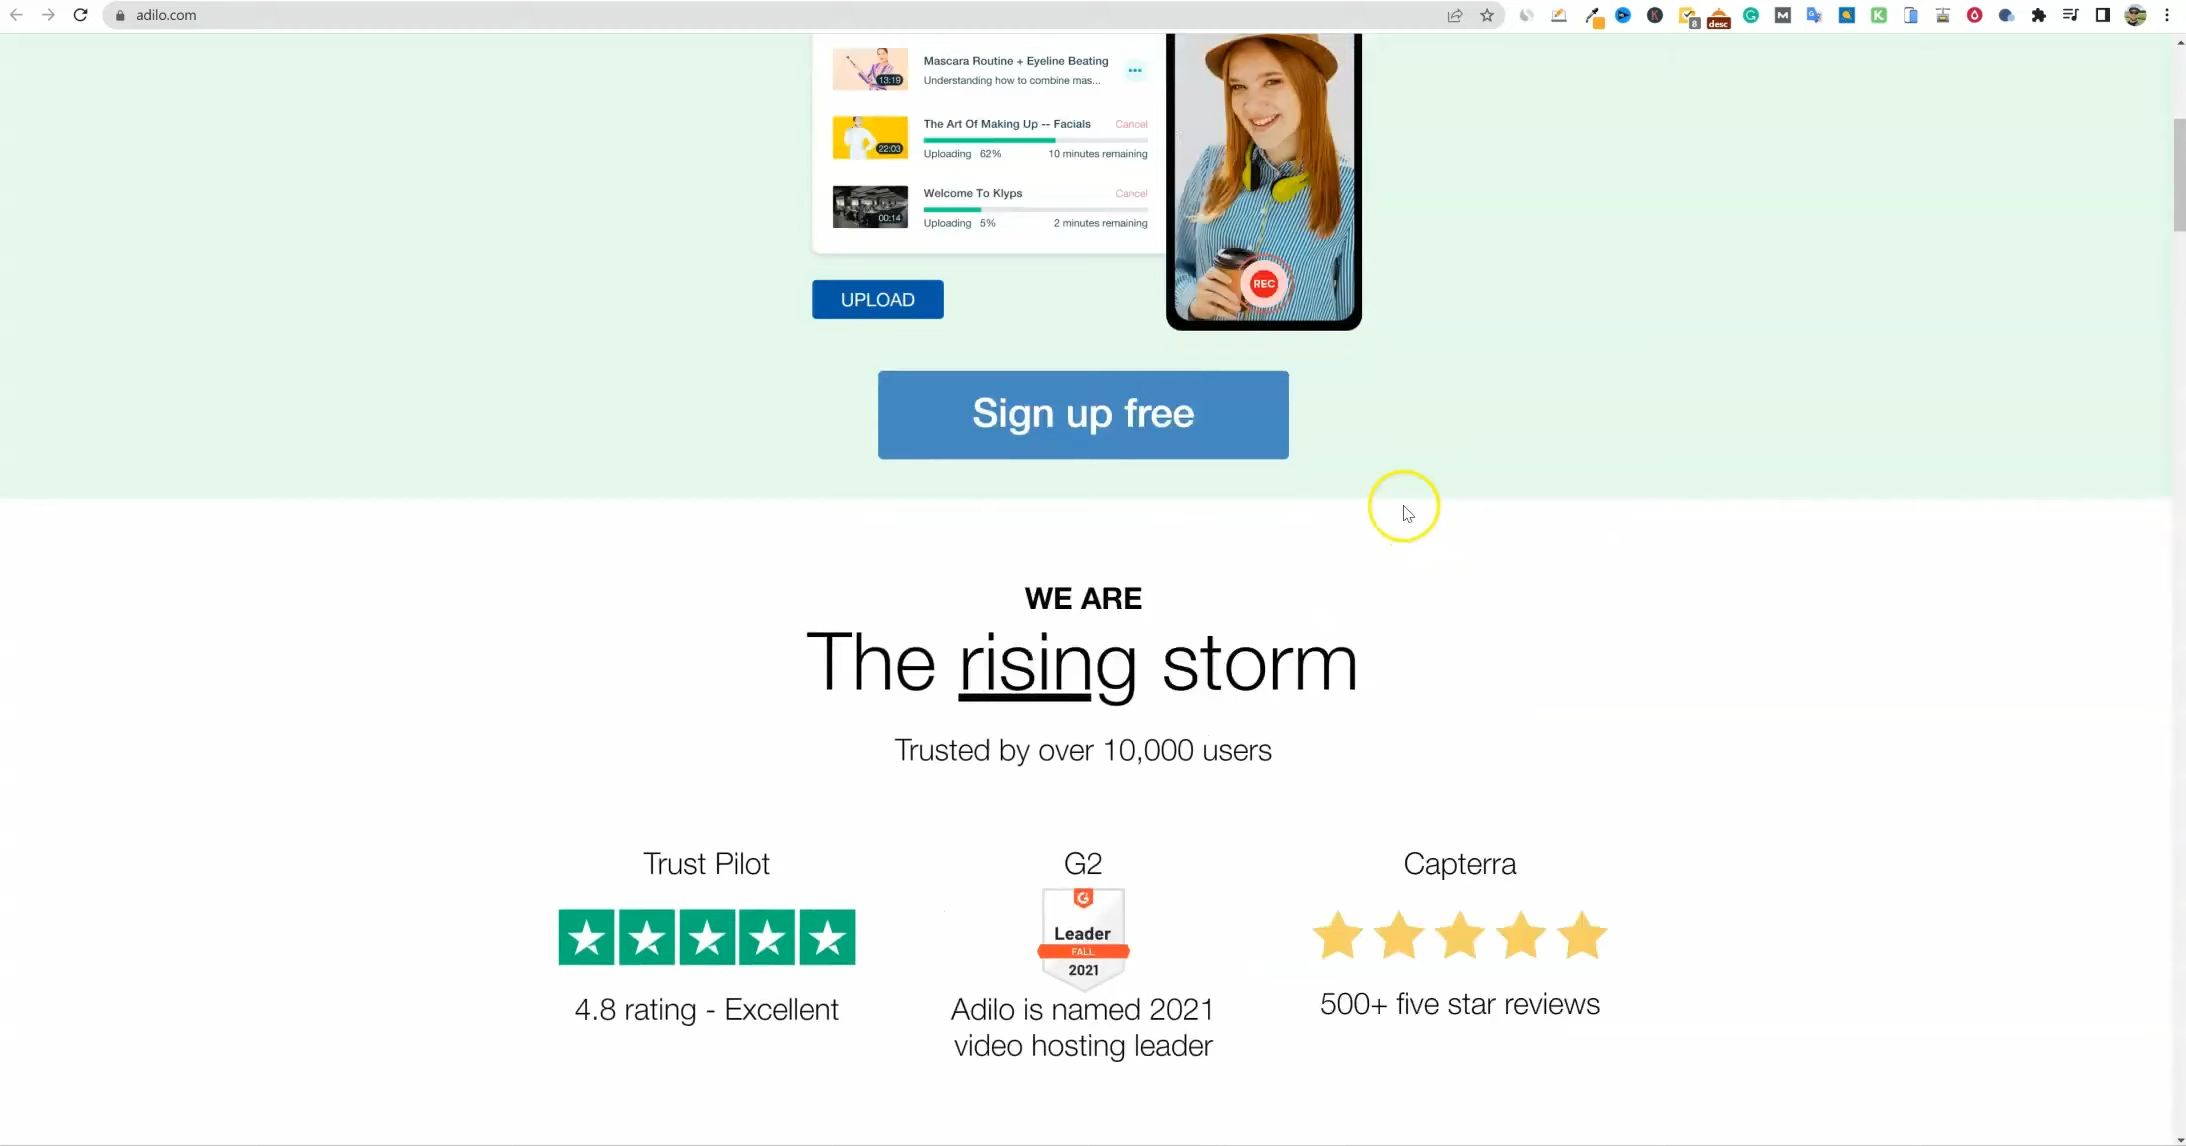 adilo.com
8
desc
Mascara Routine + Eyeline Beating
Understanding how to combine mas...
13:19
The Art Of Making Up -- Facials Cancel
22:03
Uploading 62% 10 minutes remaining
Welcome To Klyps Cancel
00:14
Uploading 5% 2 minutes remaining
REC
UPLOAD
Sign up free
WE ARE
The rising storm
Trusted by over 10,000 users
Trust Pilot
4.8 rating - Excellent
G2
Leader
FALL
2021
Adilo is named 2021
video hosting leader
Capterra
500+ five star reviews